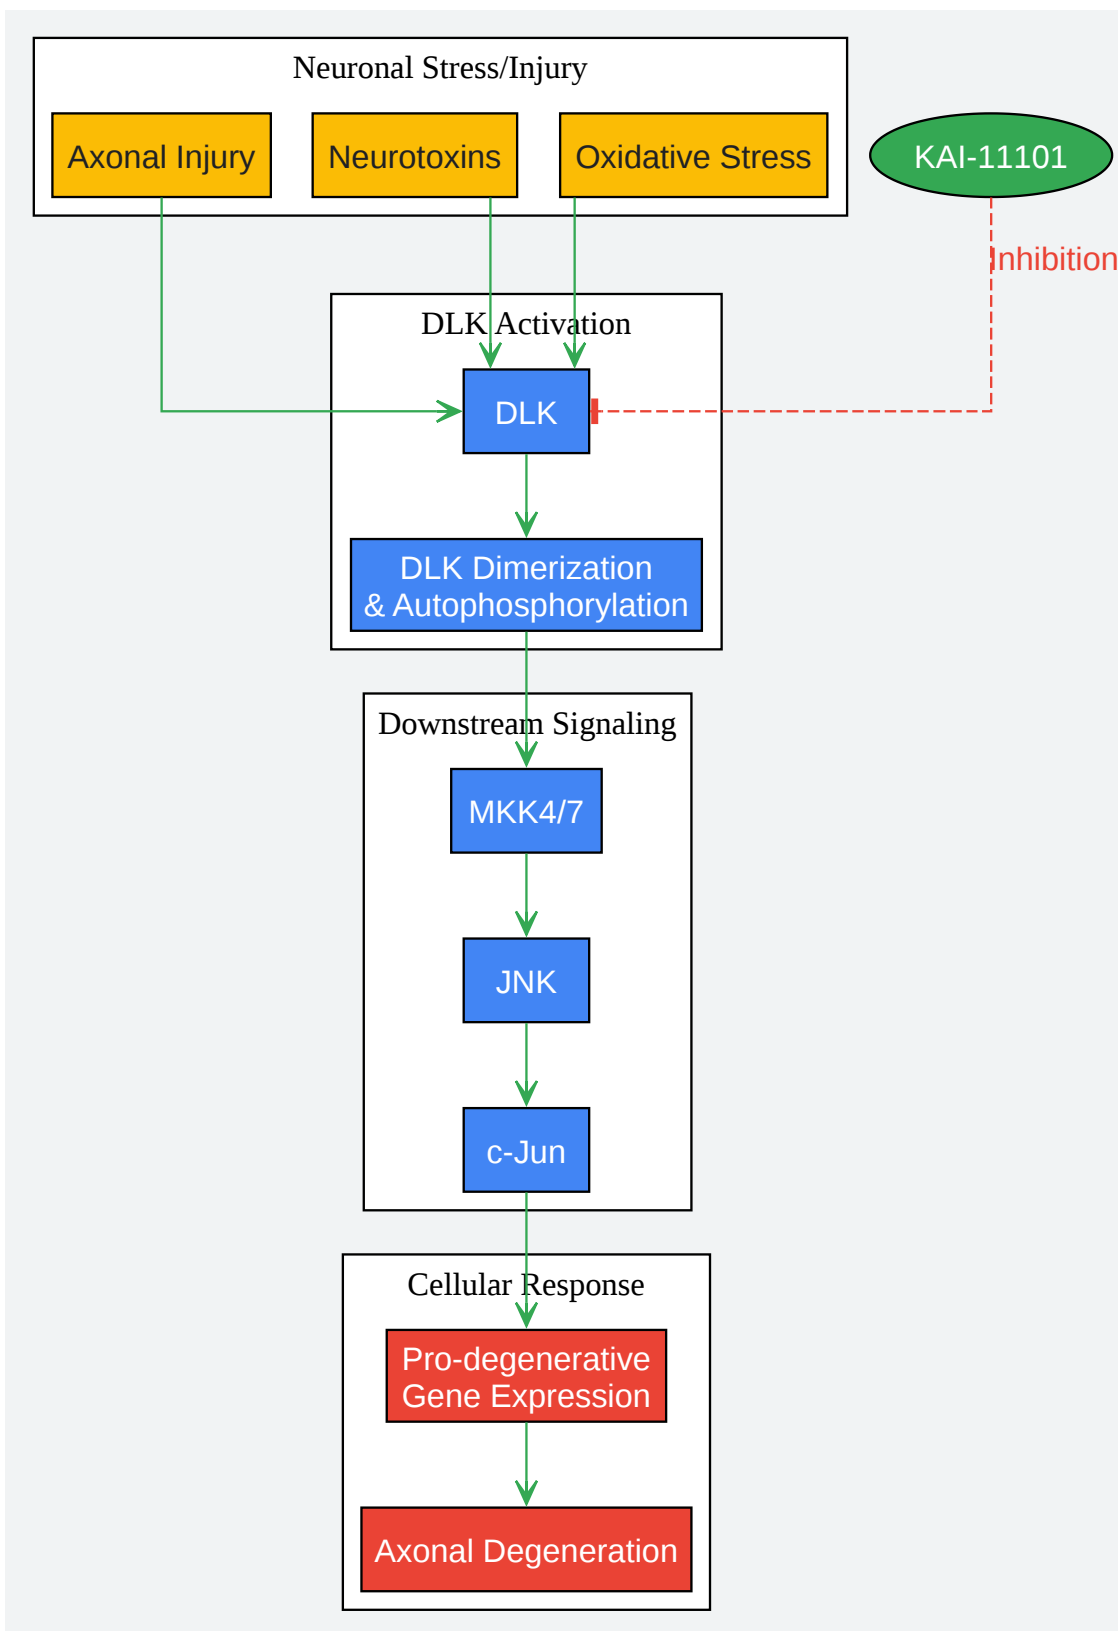 Neuronal Stress/Injury
Axonal Injury
Neurotoxins
Oxidative Stress
KAI-11101
Inhibition
DLK Activation
DLK
DLK Dimerization
& Autophosphorylation
Downstream Signaling
MKK4/7
JNK
c-Jun
Cellular Response
Pro-degenerative
Gene Expression
Axonal Degeneration